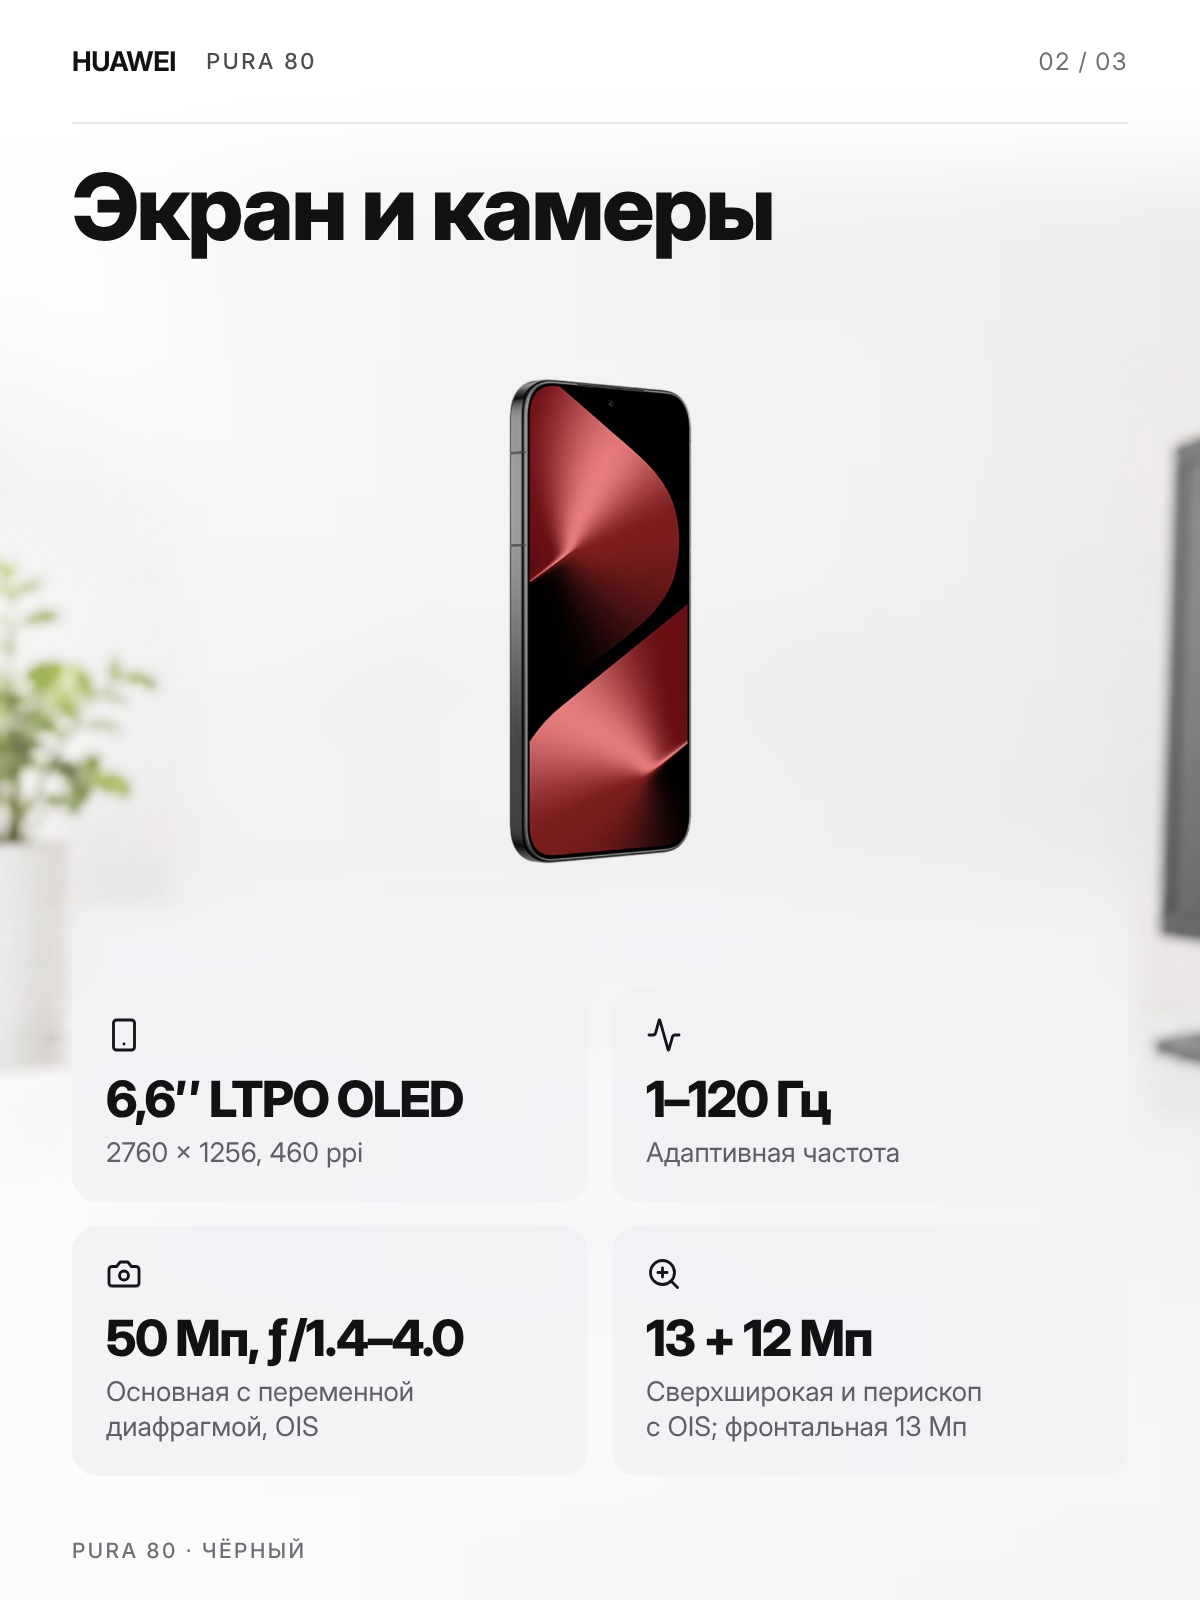 HUAWEI PURA 80 02 / 03
Экран и камеры
6,6″ LTPO OLED
2760 × 1256, 460 ppi
1–120 Гц
Адаптивная частота
50 Мп, ƒ/1.4–4.0
Основная с переменной
диафрагмой, OIS
13 + 12 Мп
Сверхширокая и перископ
с OIS; фронтальная 13 Мп
PURA 80 · ЧЁРНЫЙ